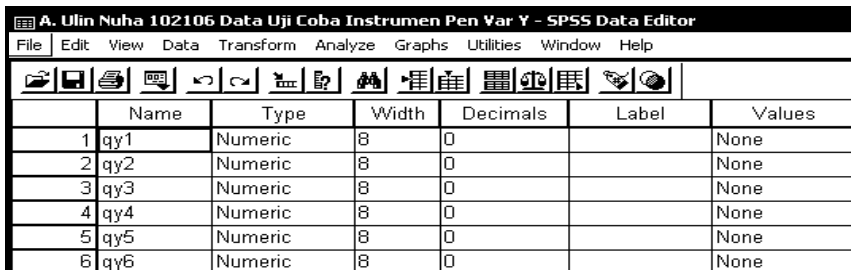 A. Ulin Nuha 102106 Data Uji Coba Instrumen Pen Var Y - SPSS Data Editor
File Edit View Data Transform Analyze Graphs Utilities Window Help
Name Type Width Decimals Label Values
1 qy1 Numeric 8 0 None
2 qy2 Numeric 8 0 None
3 qy3 Numeric 8 0 None
4 qy4 Numeric 8 0 None
5 qy5 Numeric 8 0 None
6 qy6 Numeric 8 0 None